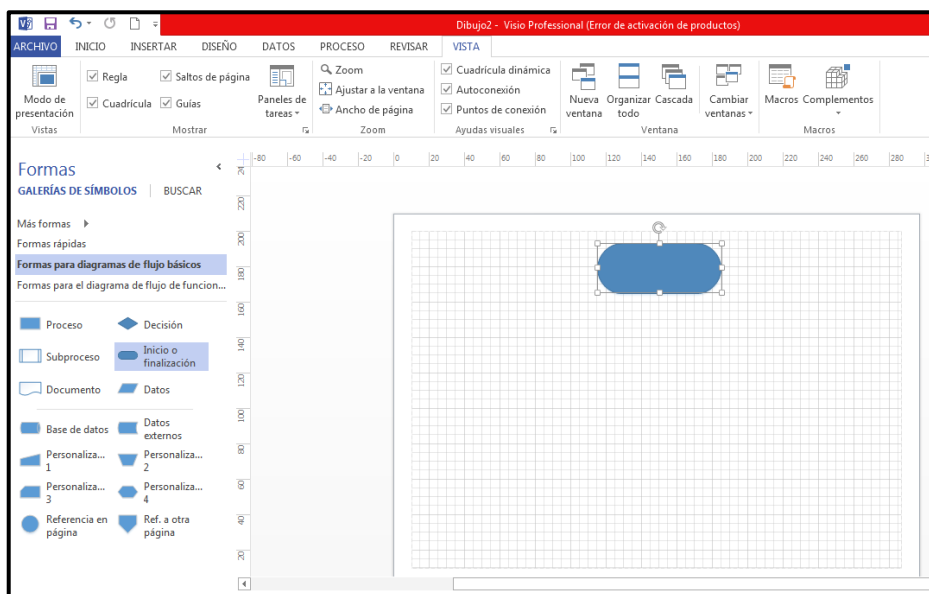 Dibujo2 - Visio Professional (Error de activación de productos)
ARCHIVO INICIO INSERTAR DISEÑO DATOS PROCESO REVISAR VISTA
Modo de presentación
Vistas
Regla Saltos de página
Cuadrícula Guías
Mostrar
Paneles de tareas
Zoom
Ajustar a la ventana
Ancho de página
Zoom
Cuadrícula dinámica
Autoconexión
Puntos de conexión
Ayudas visuales
Nueva ventana
Organizar todo
Cascada
Cambiar ventanas
Ventana
Macros Complementos
Macros
Formas
GALERÍAS DE SÍMBOLOS BUSCAR
Más formas
Formas rápidas
Formas para diagramas de flujo básicos
Formas para el diagrama de flujo de funcion...
Proceso Decisión
Subproceso Inicio o finalización
Documento Datos
Base de datos Datos externos
Personaliza... 1 Personaliza... 2
Personaliza... 3 Personaliza... 4
Referencia en página Ref. a otra página
-80 -60 -40 -20 0 20 40 60 80 100 120 140 160 180 200 220 240 260 280
220
200
180
160
140
120
100
80
60
40
20